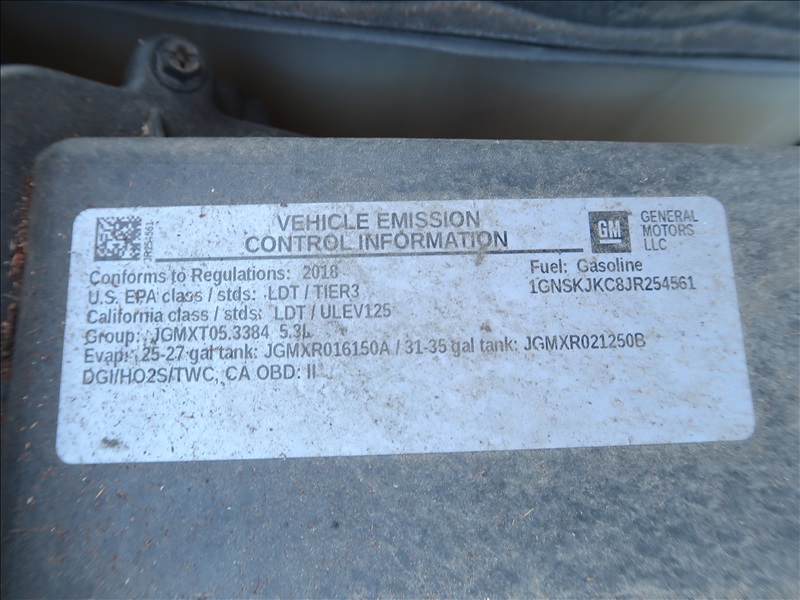 JR254561
VEHICLE EMISSION
CONTROL INFORMATION
GM
GENERAL
MOTORS
LLC
Conforms to Regulations: 2018
Fuel: Gasoline
U.S. EPA class / stds: LDT / TIER3
1GNSKJKC8JR254561
California class / stds: LDT / ULEV125
Group: JGMXT05.3384 5.3L
Evap: 25-27 gal tank: JGMXR016150A / 31-35 gal tank: JGMXR021250B
DGI/HO2S/TWC, CA OBD: II